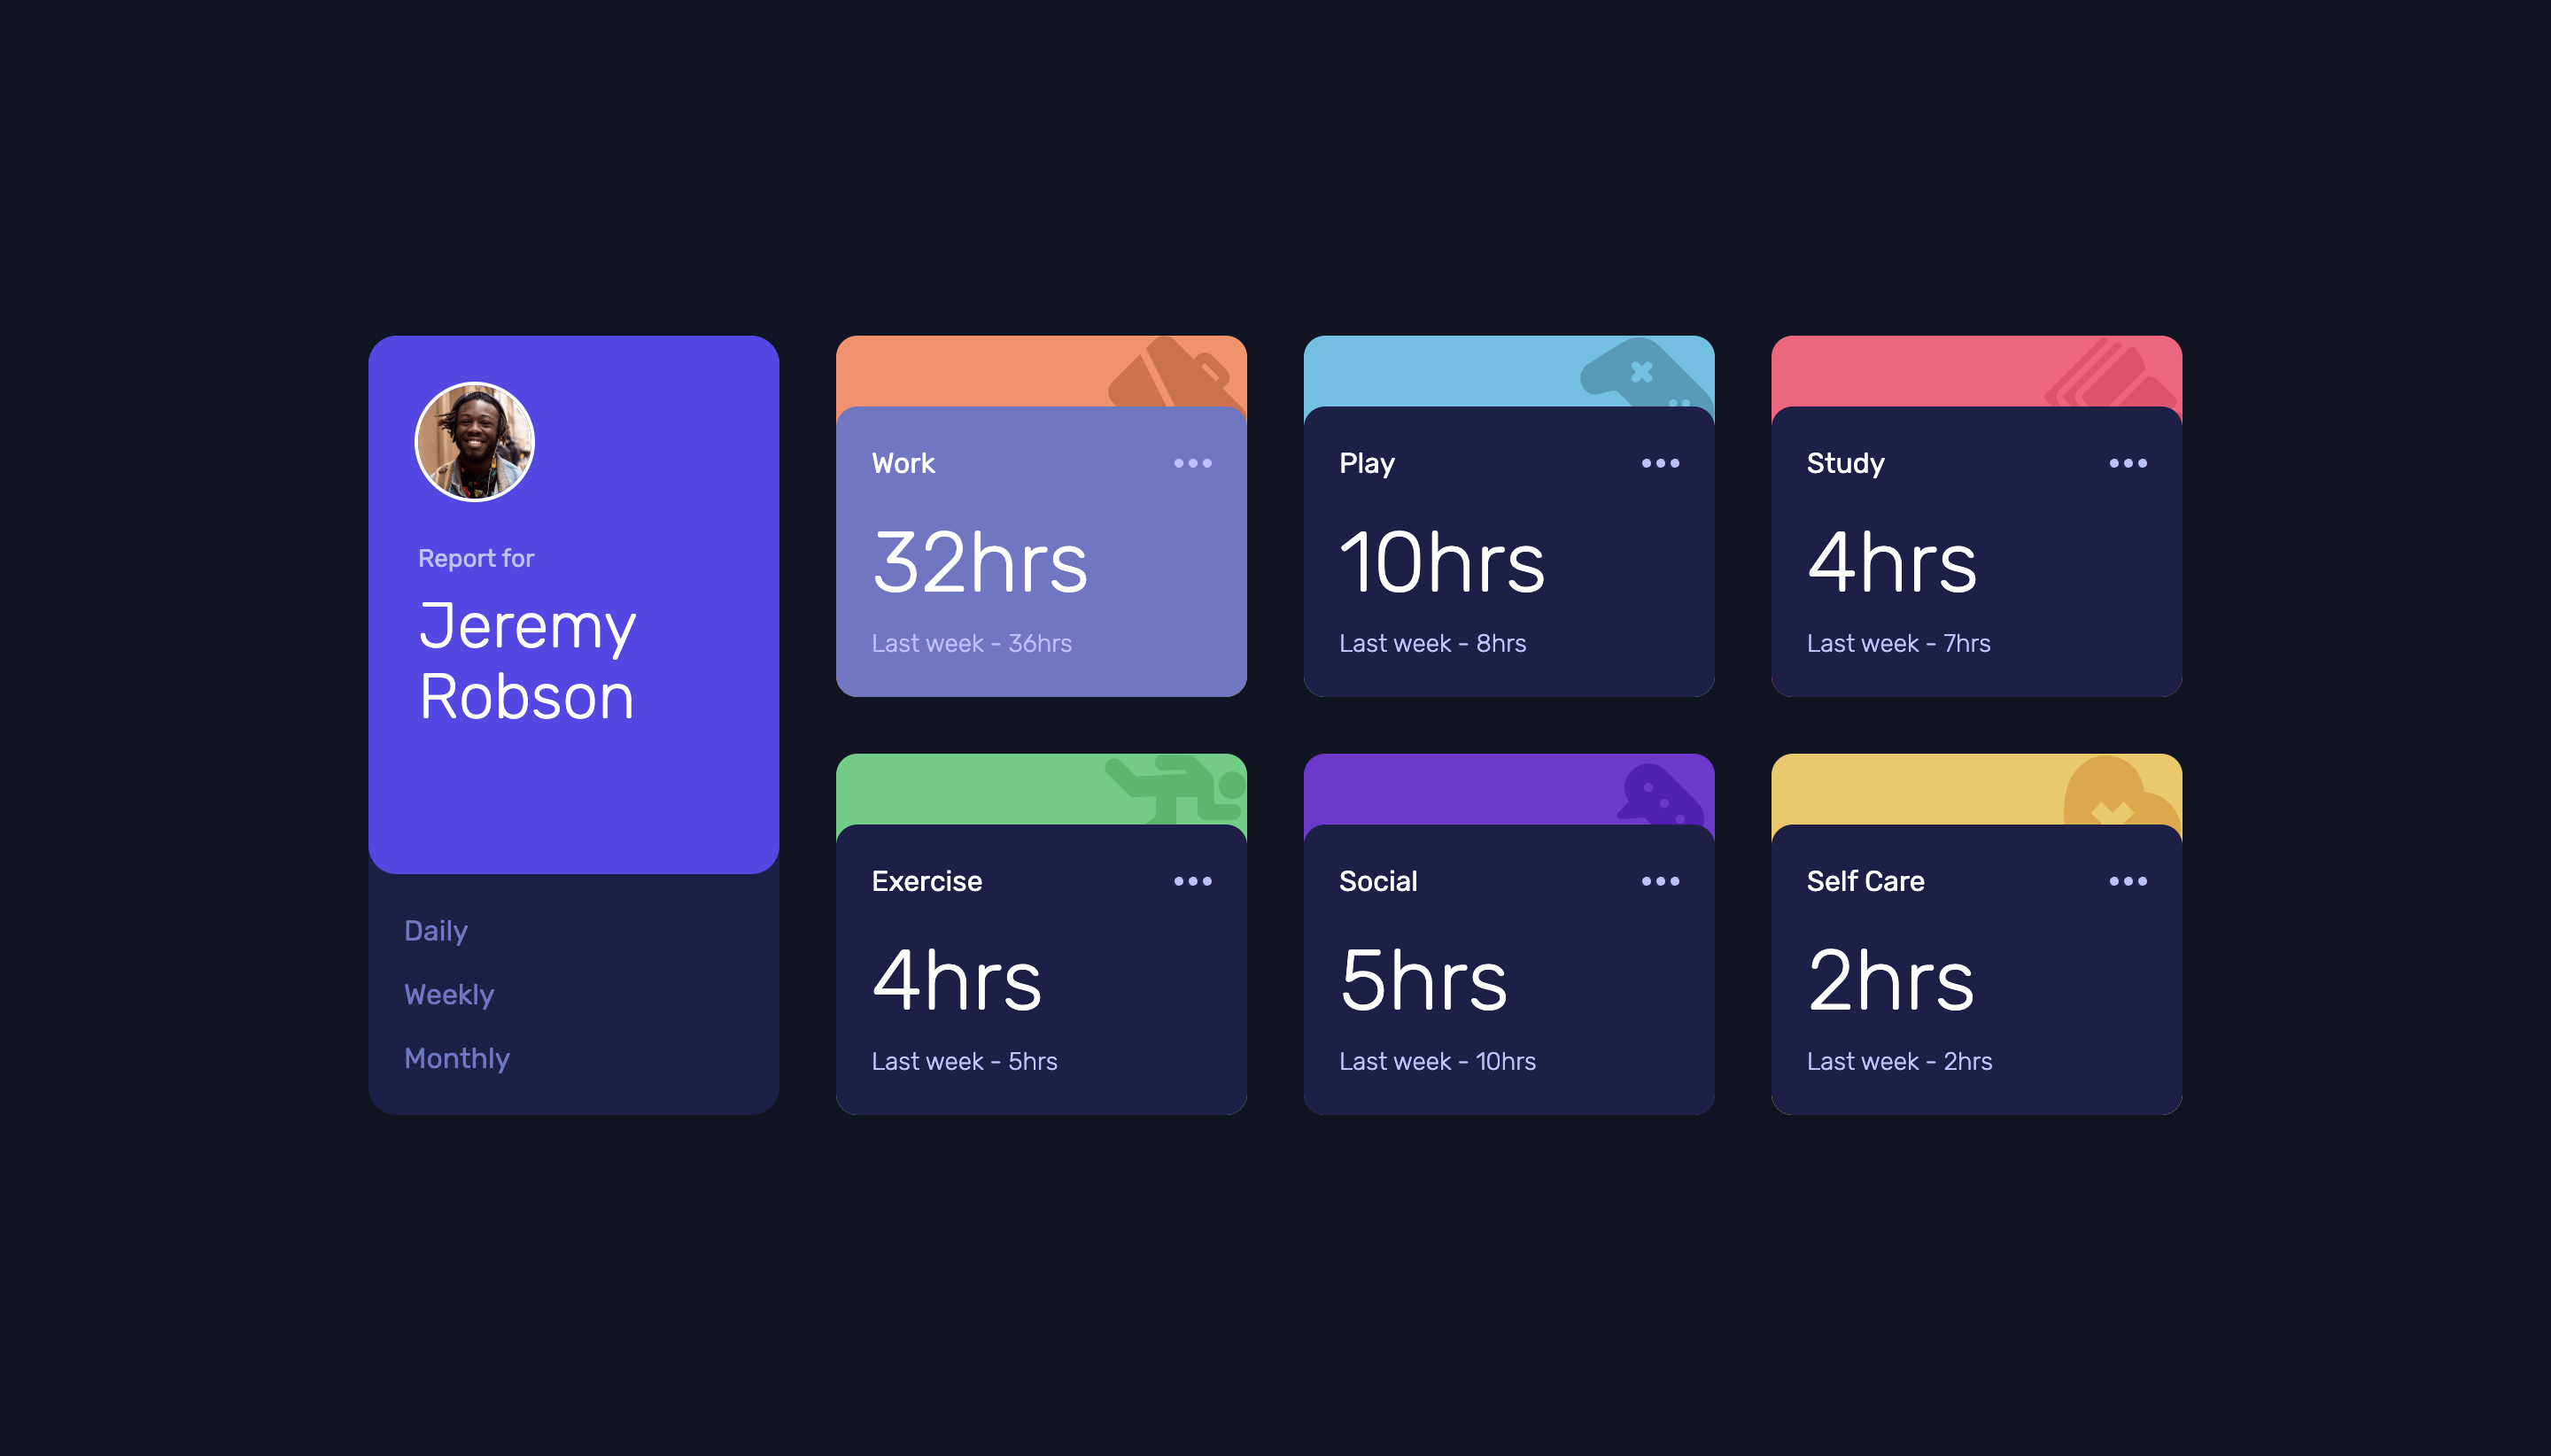 Report for
Jeremy
Robson
Daily
Weekly
Monthly
Work
32hrs
Last week - 36hrs
Play
10hrs
Last week - 8hrs
Study
4hrs
Last week - 7hrs
Exercise
4hrs
Last week - 5hrs
Social
5hrs
Last week - 10hrs
Self Care
2hrs
Last week - 2hrs